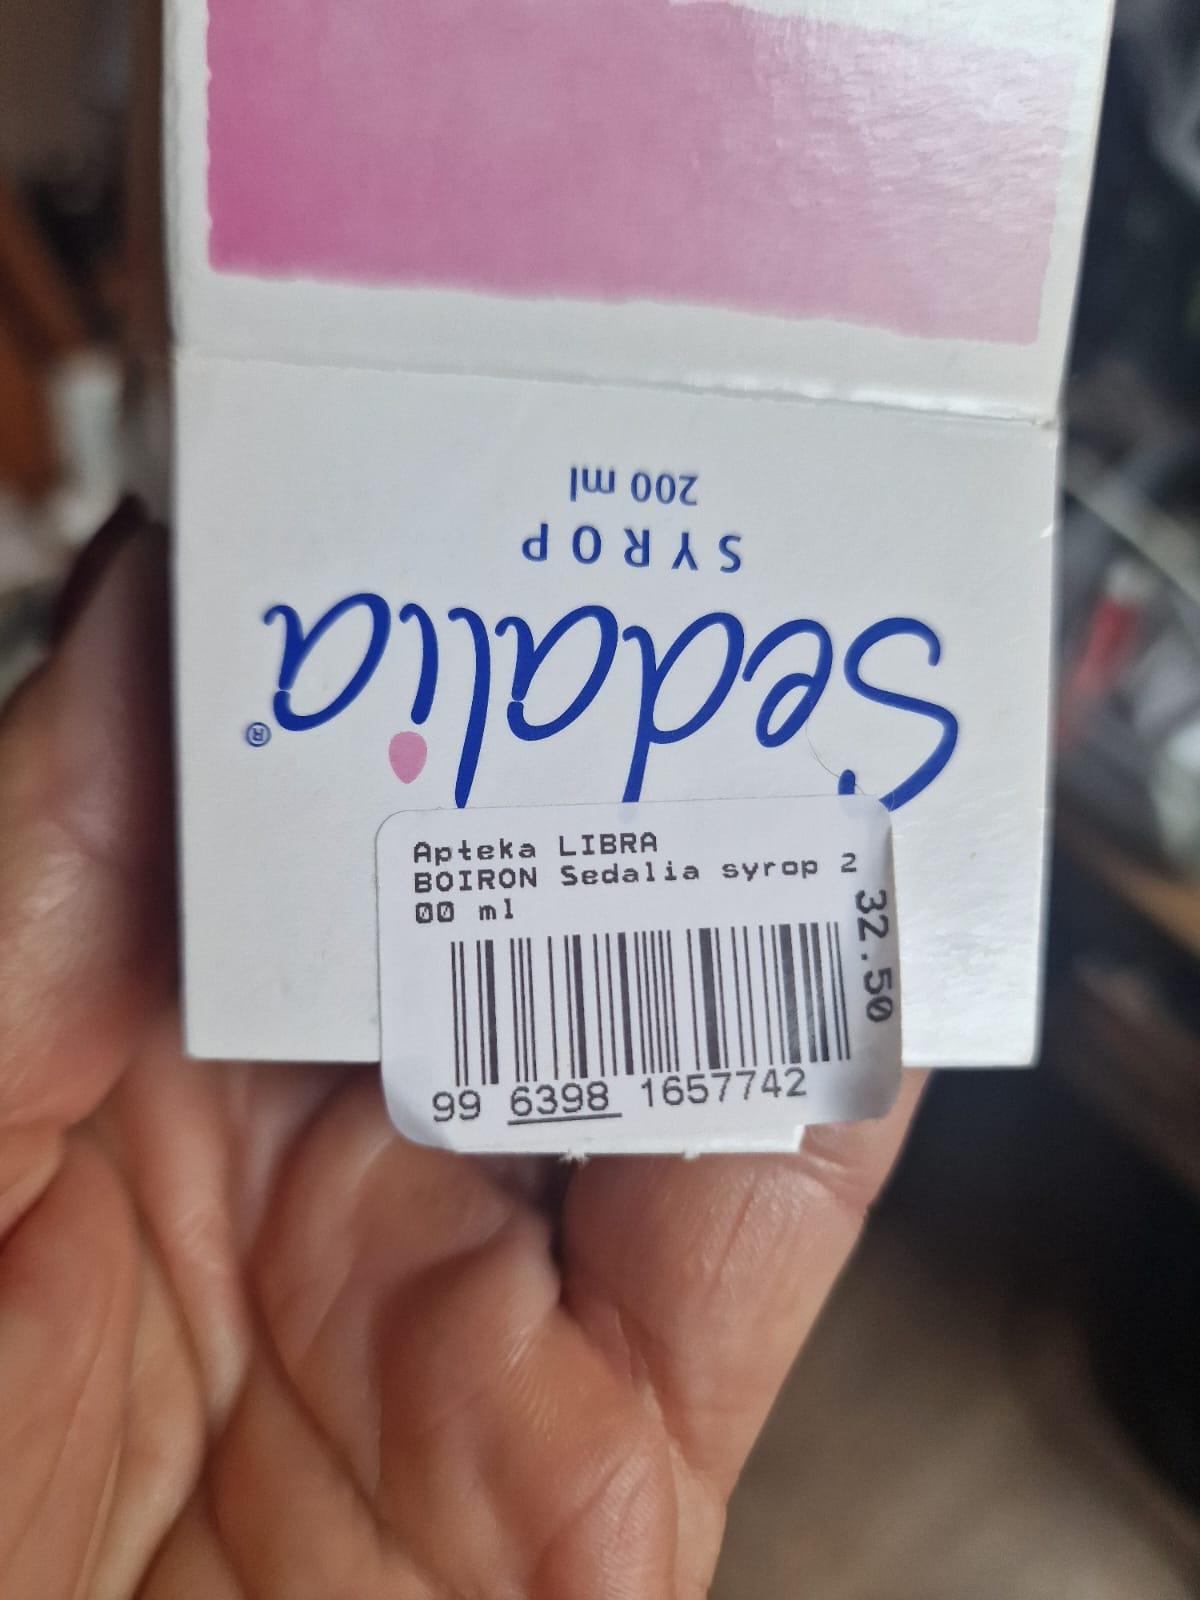 200 ml
SYROP
Sedalia®
Apteka LIBRA
BOIRON Sedalia syrop 2
00 ml
32.50
99 6398 1657742